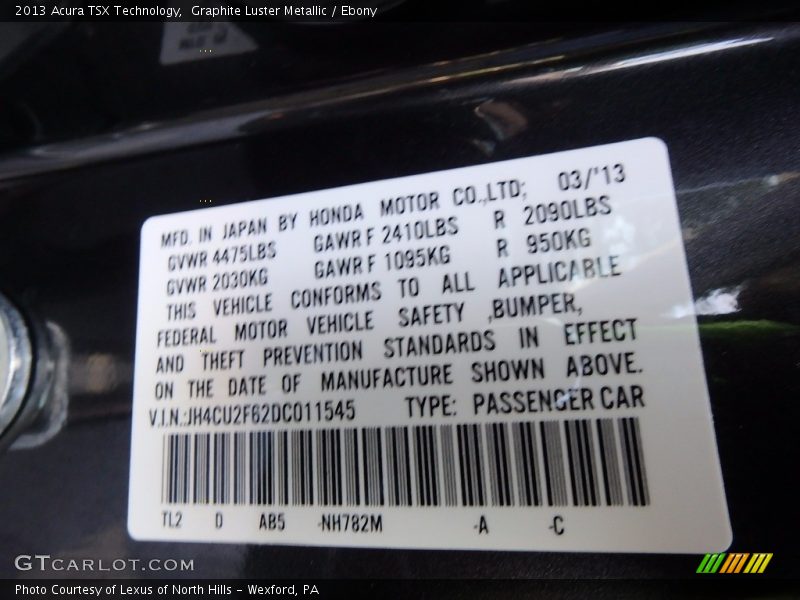 2013 Acura TSX Technology,  Graphite Luster Metallic / Ebony
MFD. IN JAPAN BY HONDA MOTOR CO.,LTD; 03/'13
GVWR 4475LBS GAWR F 2410LBS R 2090LBS
GVWR 2030KG GAWR F 1095KG R 950KG
THIS VEHICLE CONFORMS TO ALL APPLICABLE
FEDERAL MOTOR VEHICLE SAFETY ,BUMPER,
AND THEFT PREVENTION STANDARDS IN EFFECT
ON THE DATE OF MANUFACTURE SHOWN ABOVE.
V.I.N.:JH4CU2F62DC011545 TYPE: PASSENGER CAR
TL2 D AB5 -NH782M -A -C
GTCARLOT.COM
Photo Courtesy of Lexus of North Hills – Wexford, PA